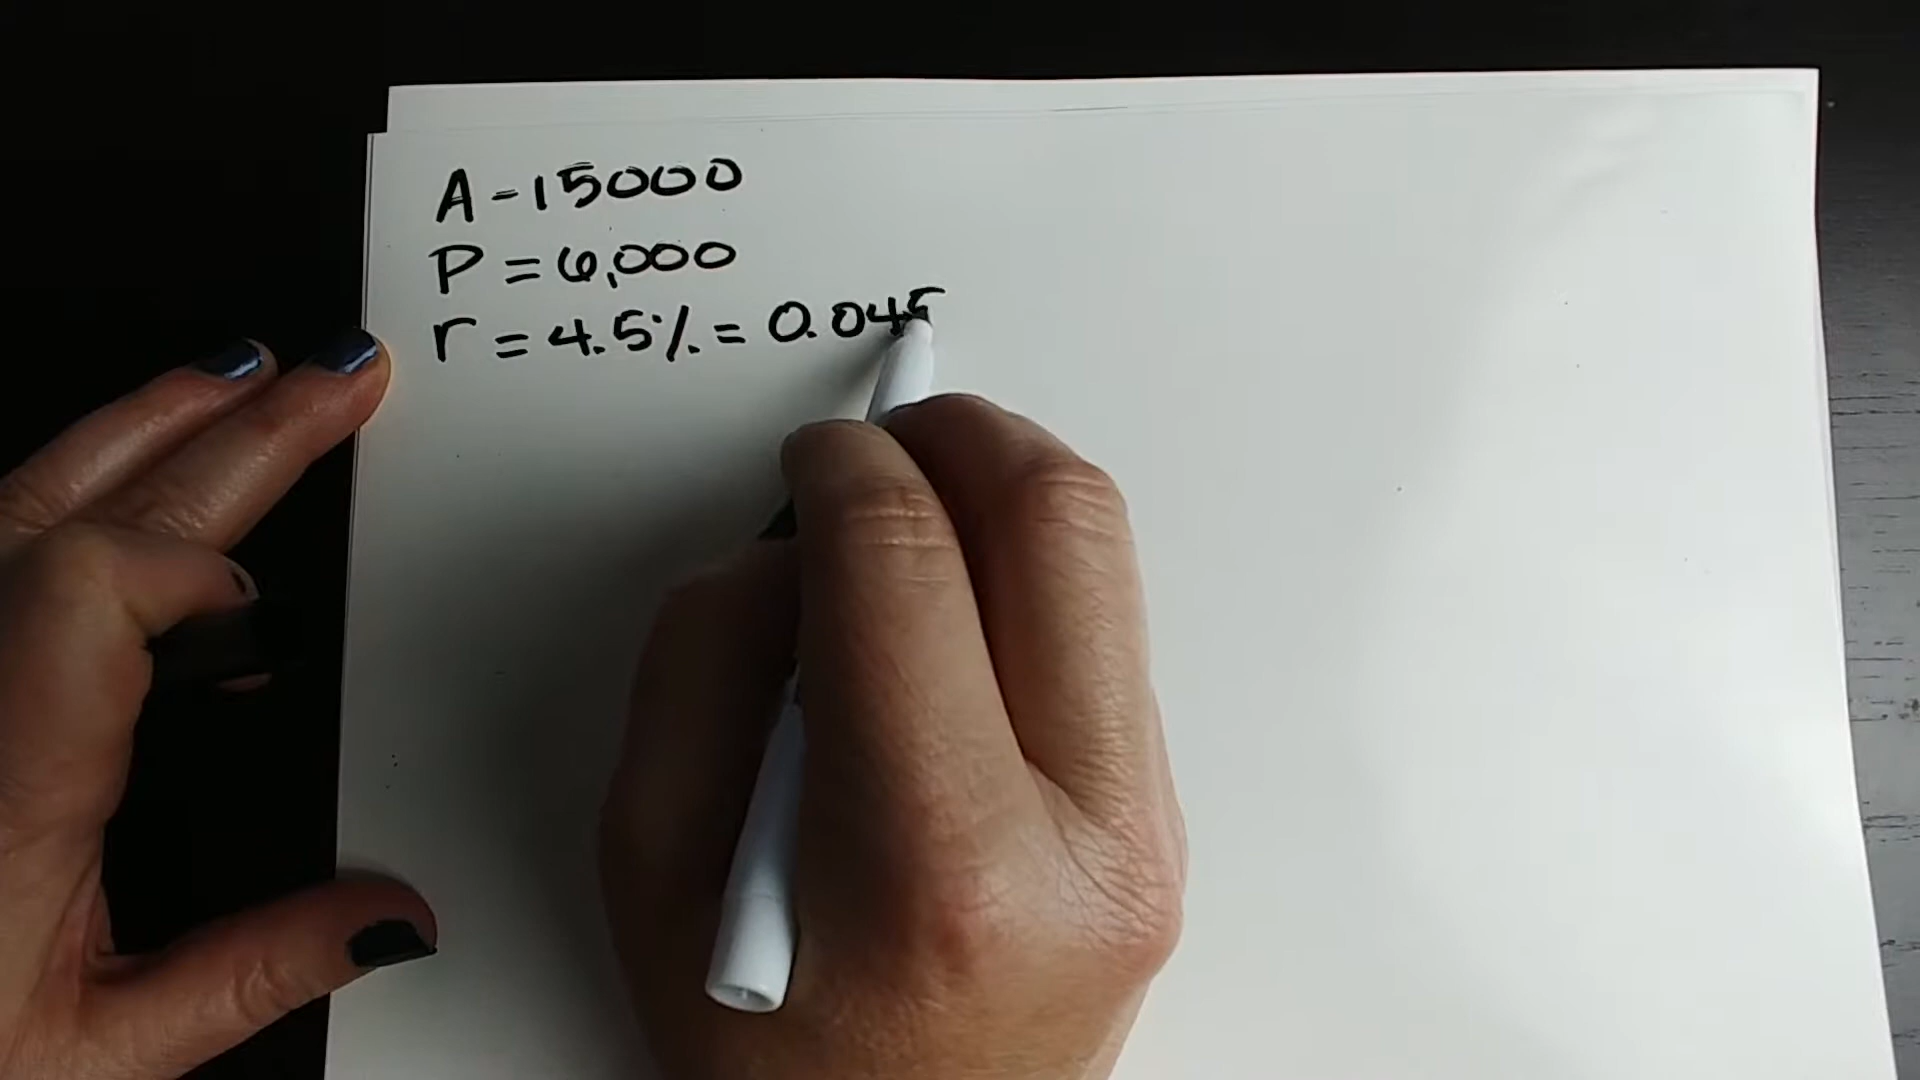 A = 15000
P = 6,000
r = 4.5% = 0.045